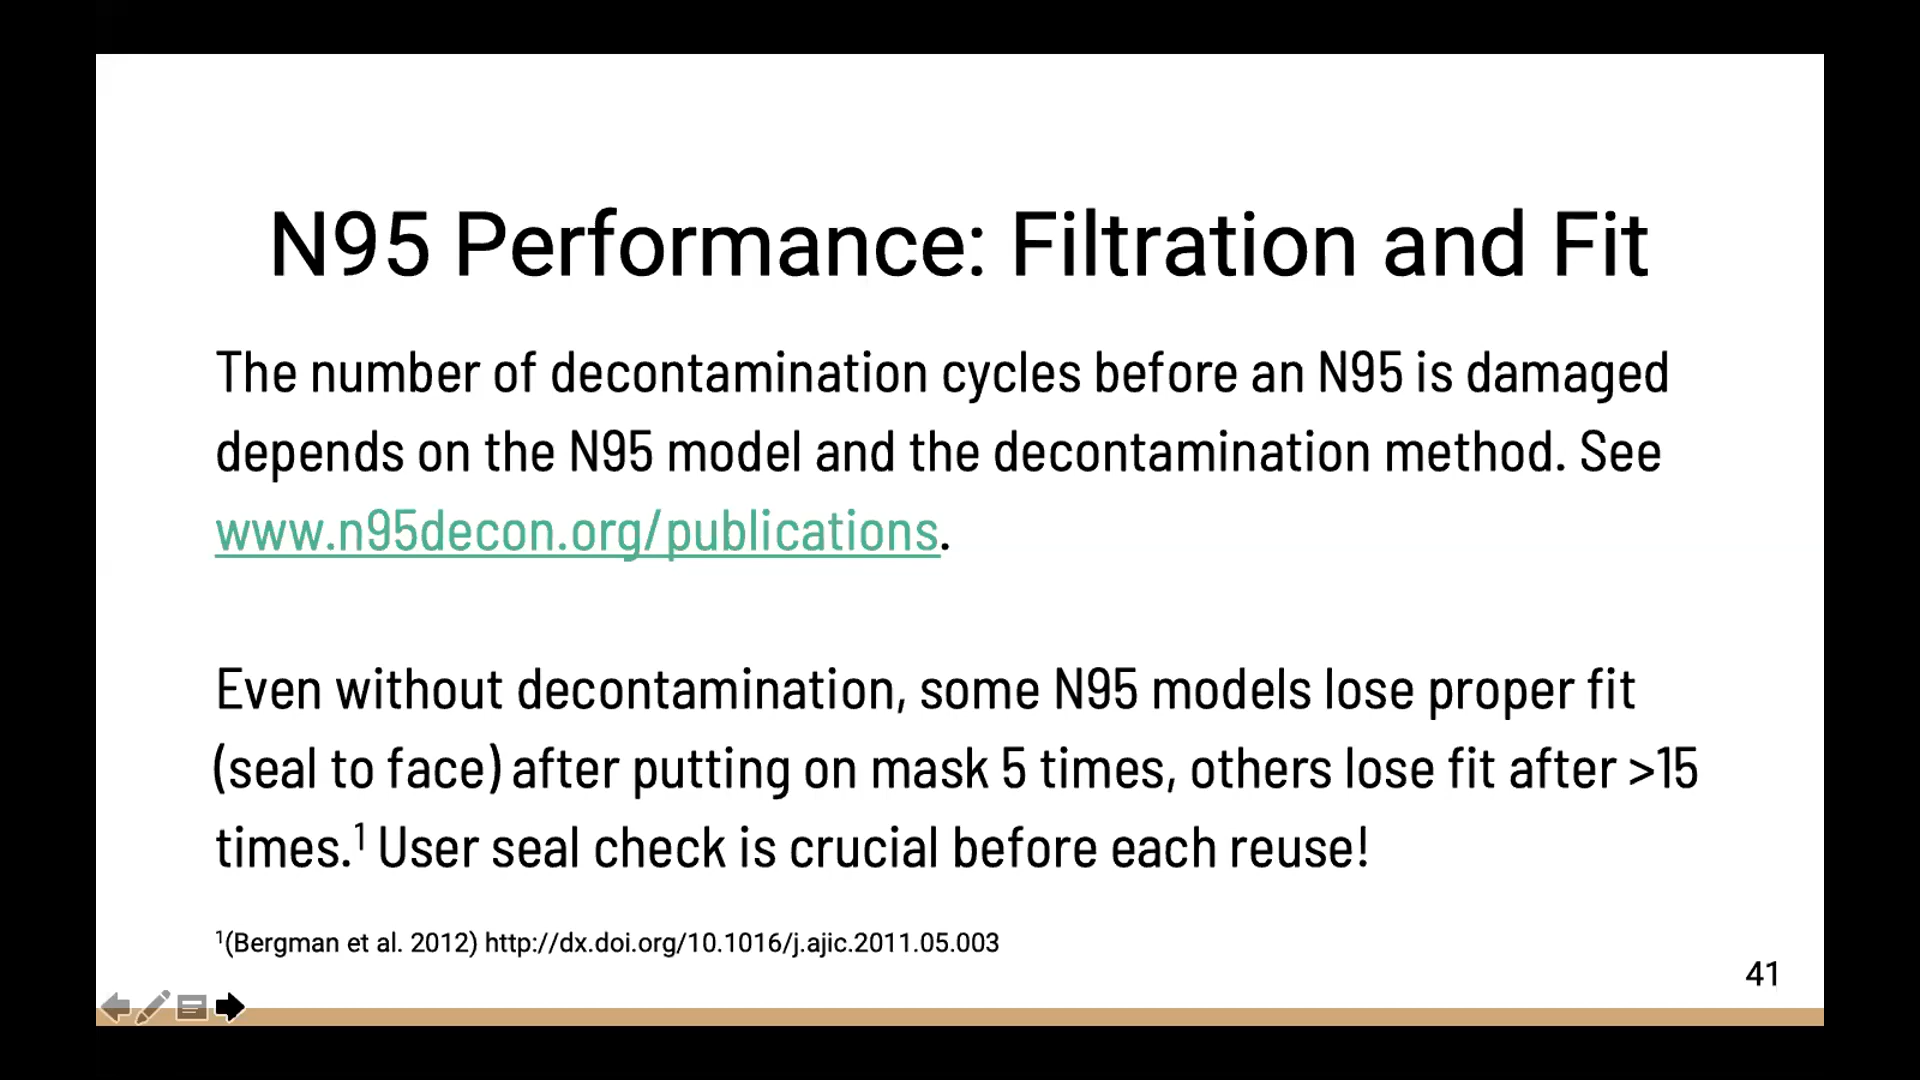 N95 Performance: Filtration and Fit
The number of decontamination cycles before an N95 is damaged
depends on the N95 model and the decontamination method. See
www.n95decon.org/publications.
Even without decontamination, some N95 models lose proper fit
(seal to face) after putting on mask 5 times, others lose fit after >15
times.¹ User seal check is crucial before each reuse!
¹(Bergman et al. 2012) http://dx.doi.org/10.1016/j.ajic.2011.05.003
41